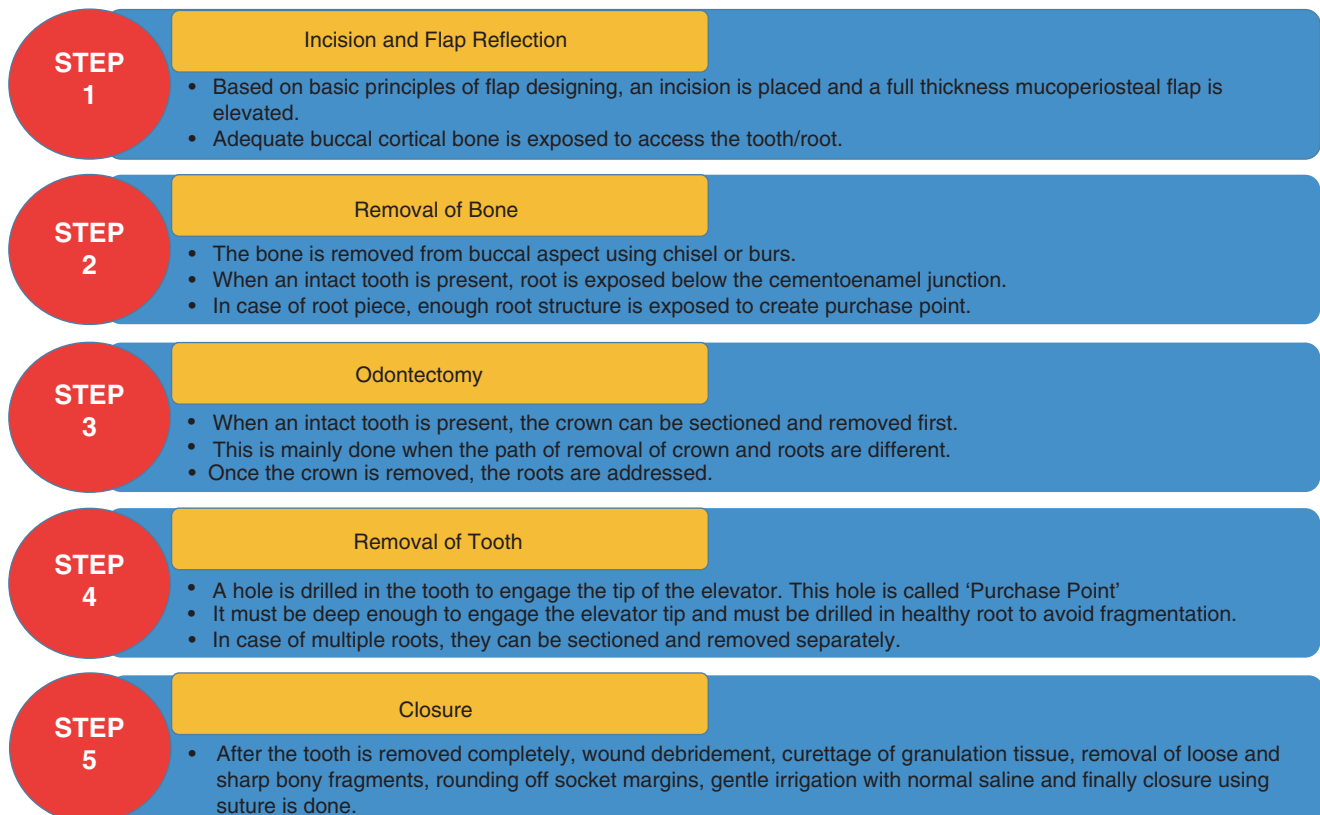 STEP
1
Incision and Flap Reflection
• Based on basic principles of flap designing, an incision is placed and a full thickness mucoperiosteal flap is
elevated.
• Adequate buccal cortical bone is exposed to access the tooth/root.
STEP
2
Removal of Bone
• The bone is removed from buccal aspect using chisel or burs.
• When an intact tooth is present, root is exposed below the cementoenamel junction.
• In case of root piece, enough root structure is exposed to create purchase point.
STEP
3
Odontectomy
• When an intact tooth is present, the crown can be sectioned and removed first.
• This is mainly done when the path of removal of crown and roots are different.
• Once the crown is removed, the roots are addressed.
STEP
4
Removal of Tooth
• A hole is drilled in the tooth to engage the tip of the elevator. This hole is called ‘Purchase Point’
• It must be deep enough to engage the elevator tip and must be drilled in healthy root to avoid fragmentation.
• In case of multiple roots, they can be sectioned and removed separately.
STEP
5
Closure
• After the tooth is removed completely, wound debridement, curettage of granulation tissue, removal of loose and
sharp bony fragments, rounding off socket margins, gentle irrigation with normal saline and finally closure using
suture is done.